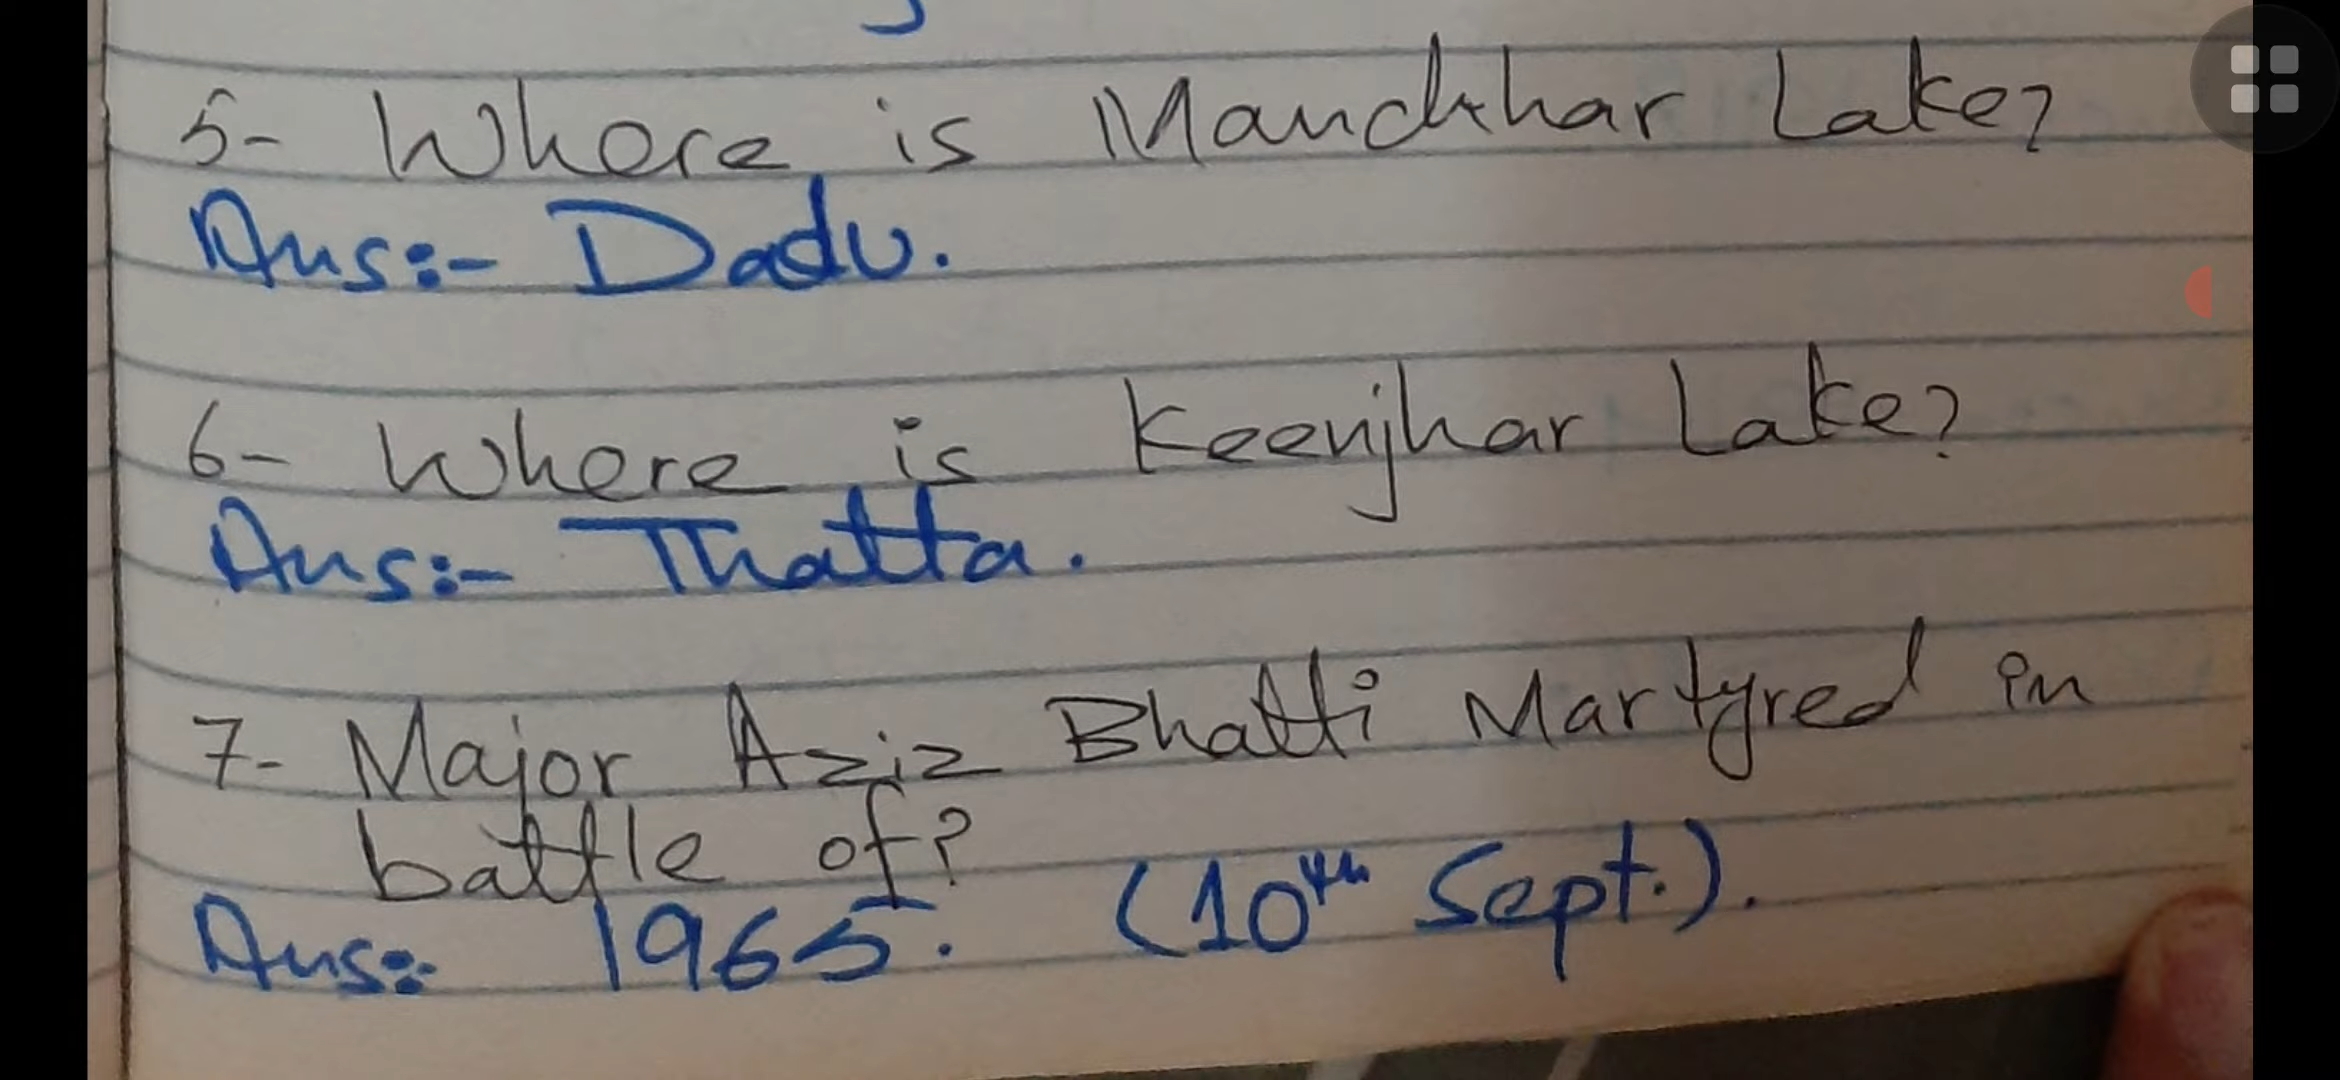 5- Where is Manckhar Lake?
Ans:- Dadu.
6- Where is Keenjhar Lake?
Ans:- Thatta.
7- Major Aziz Bhatti Martyred in
battle of?
Ans:- 1965. (10th Sept.).